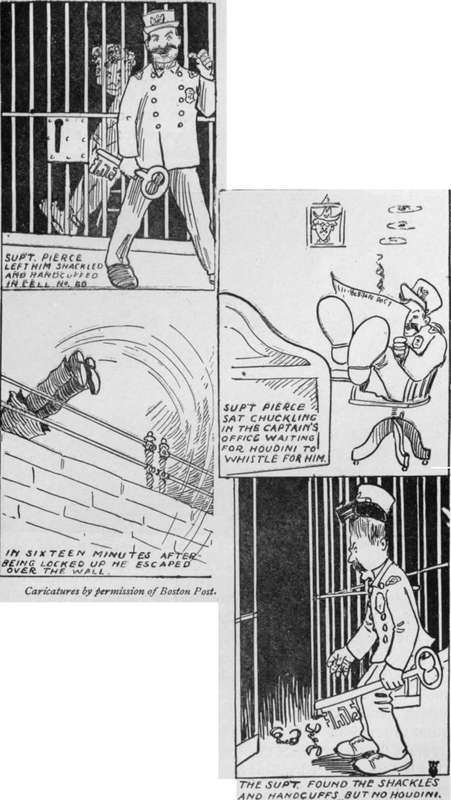 SUPT. PIERCE
LEFT HIM SHACKLED
AND HANDCUFFED
IN CELL NO. 60
BOSTON POST
SUPT PIERCE
SAT CHUCKLING
IN THE CAPTAIN'S
OFFICE WAITING
FOR HOUDINI TO
WHISTLE FOR HIM.
IN SIXTEEN MINUTES AFTER
BEING LOCKED UP HE ESCAPED
OVER THE WALL.
Caricatures by permission of Boston Post.
THE SUPT. FOUND THE SHACKLES
AND HANDCUFFS BUT NO HOUDINI.